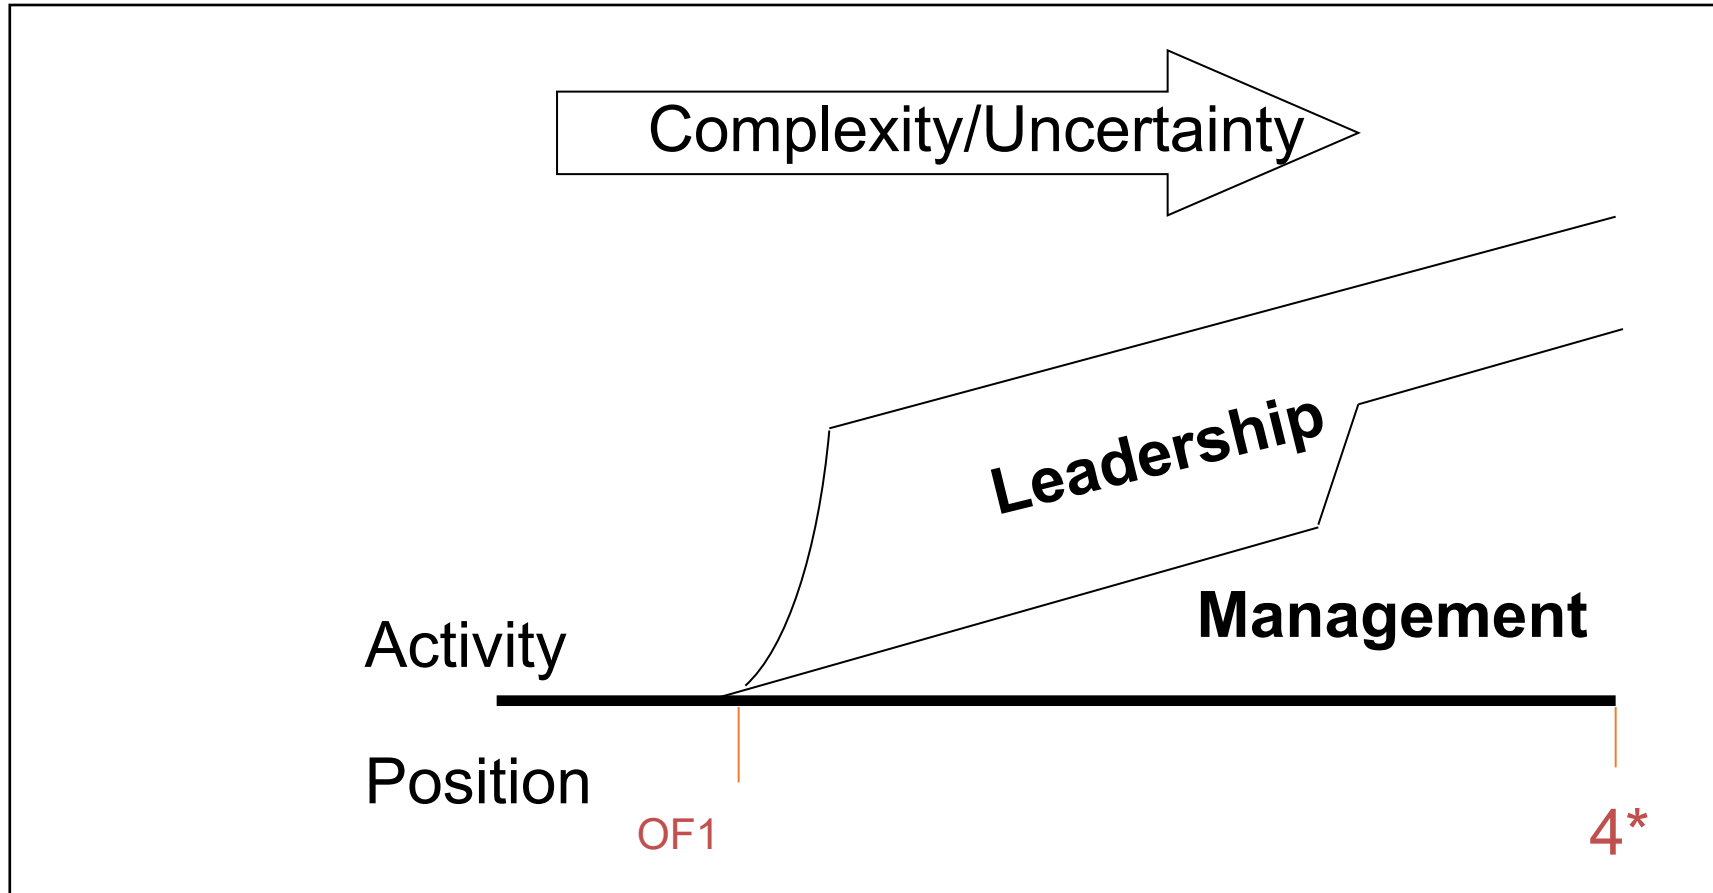 Complexity/Uncertainty
Leadership
Management
Activity
Position
OF1
4*